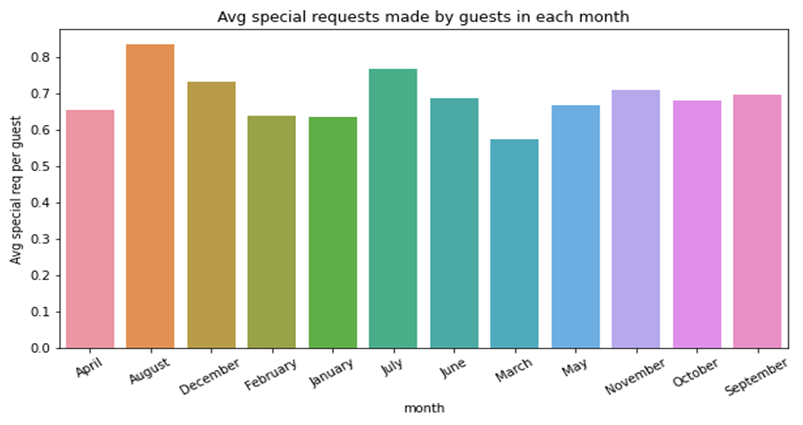 Avg special requests made by guests in each month
Avg special req per guest
0.8
0.7
0.6
0.5
0.4
0.3
0.2
0.1
0.0
April August December February January July June March May November October September
month